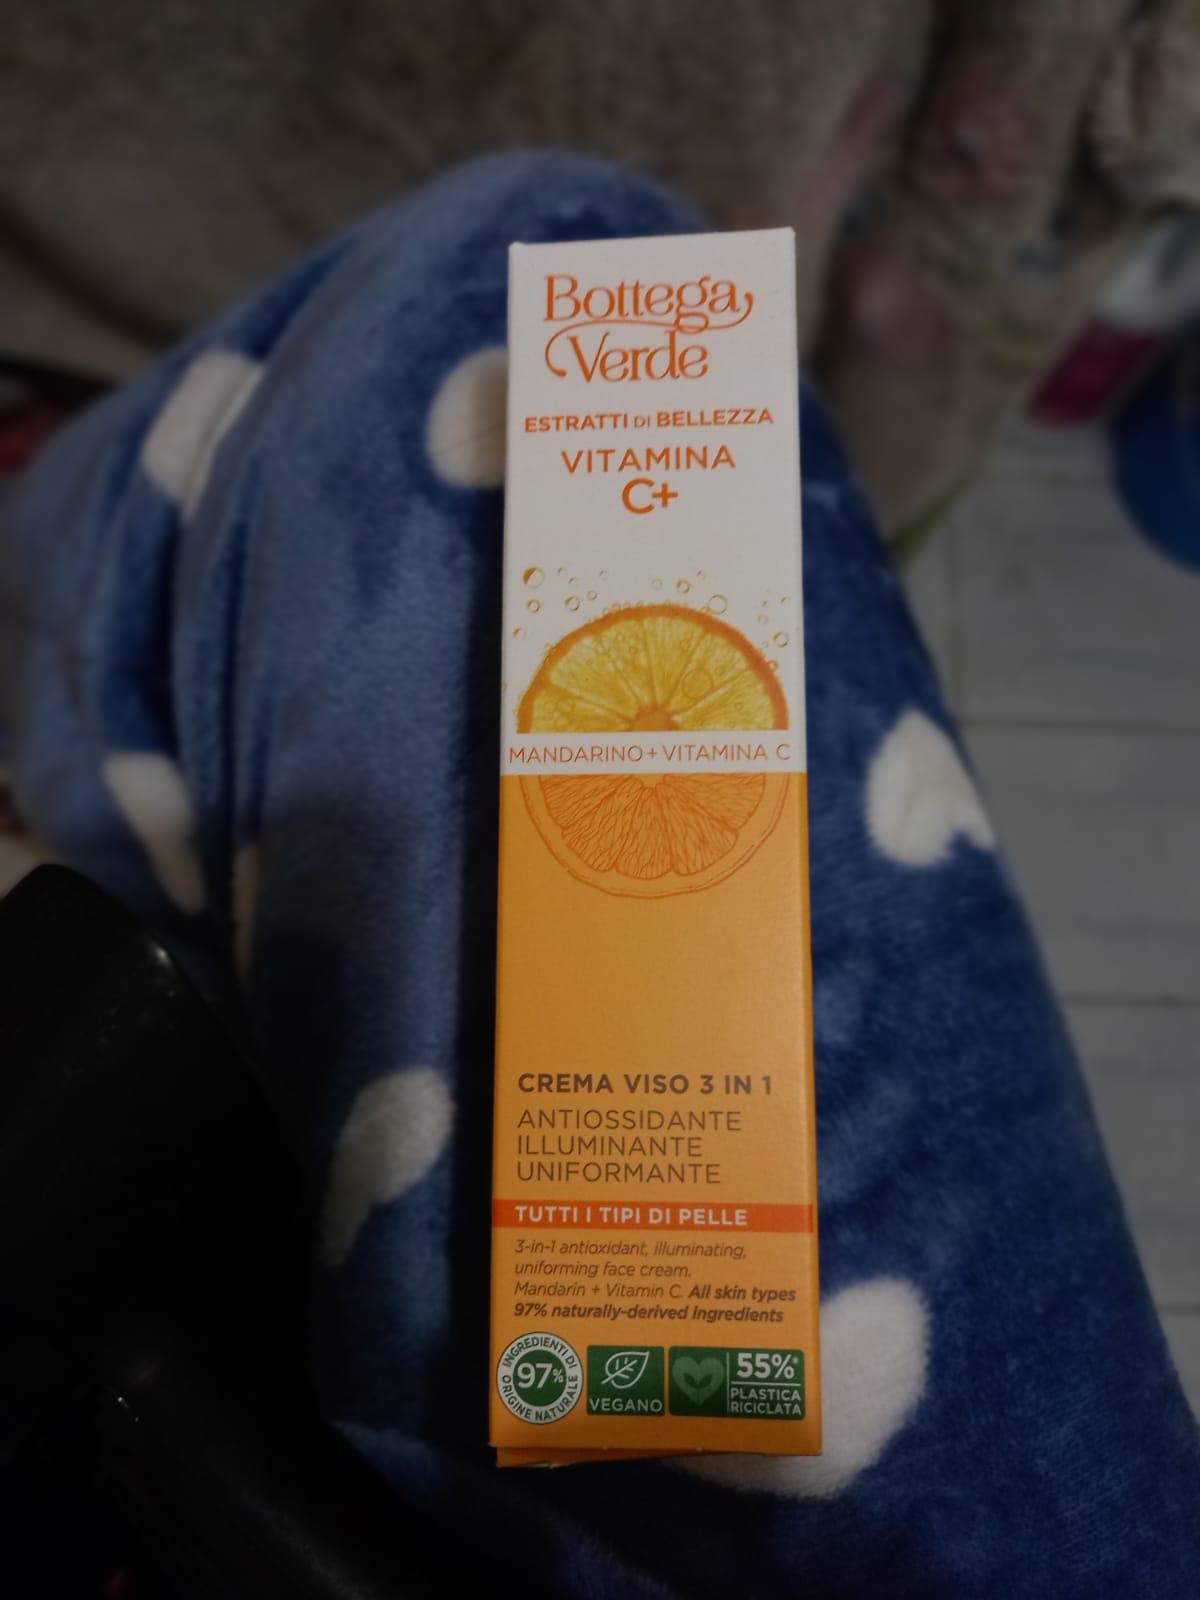 Bottega
Verde
ESTRATTI DI BELLEZZA
VITAMINA
C+
MANDARINO + VITAMINA C
CREMA VISO 3 IN 1
ANTIOSSIDANTE
ILLUMINANTE
UNIFORMANTE
TUTTI I TIPI DI PELLE
3-in-1 antioxidant, illuminating,
uniforming face cream.
Mandarin + Vitamin C. All skin types
97% naturally-derived ingredients
INGREDIENTI DI
97%
ORIGINE NATURALE
VEGANO
55%*
PLASTICA
RICICLATA